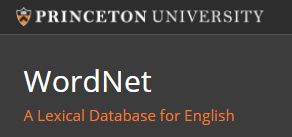 PRINCETON UNIVERSITY
WordNet
A Lexical Database for English